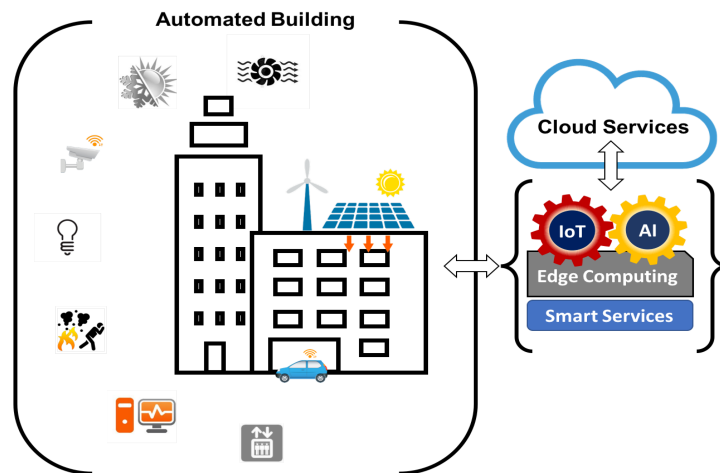 Automated Building
Cloud Services
IoT
AI
Edge Computing
Smart Services